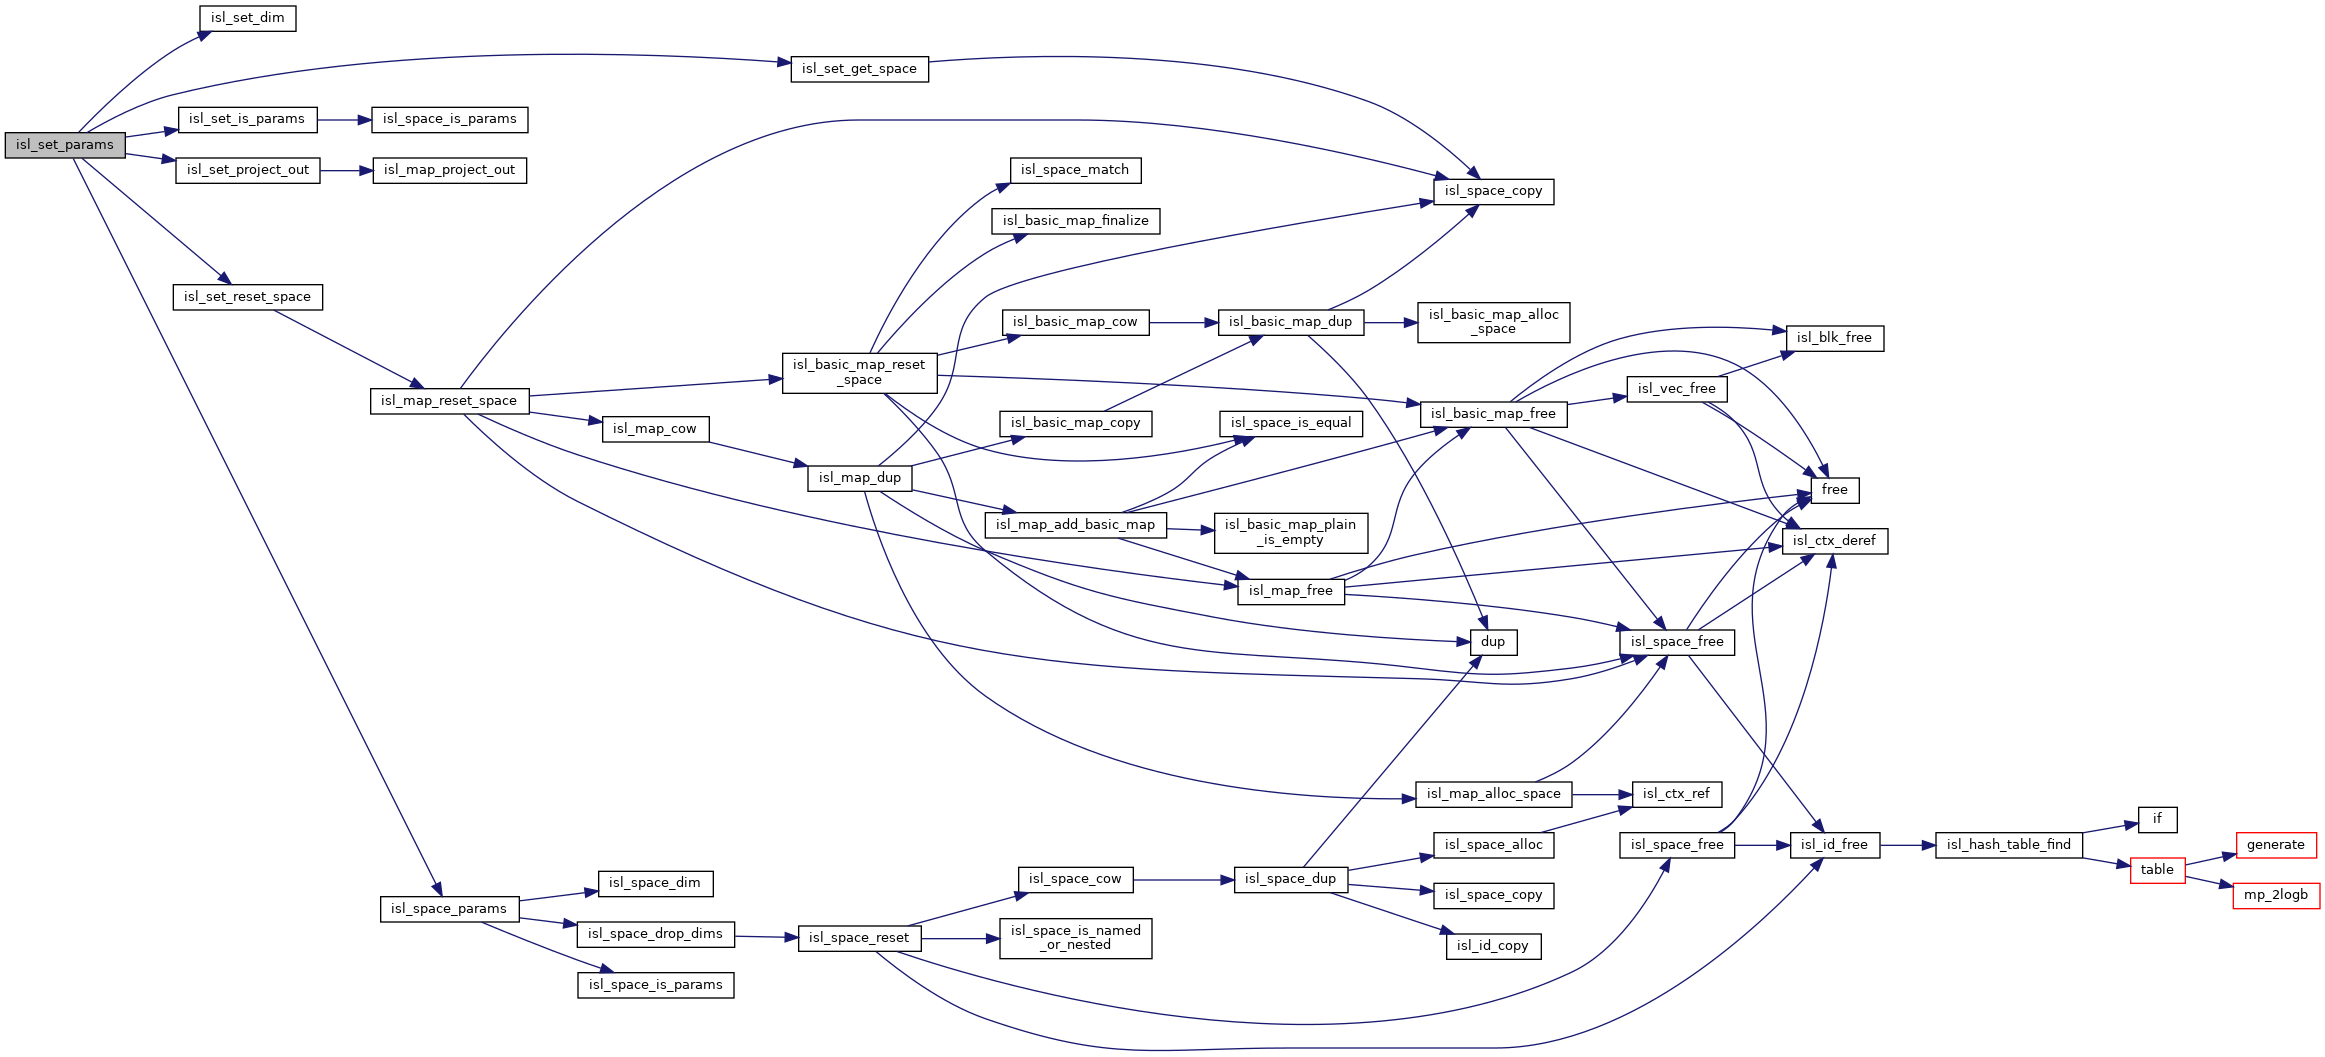 isl_set_dim
isl_set_get_space
isl_set_is_params
isl_space_is_params
isl_set_params
isl_set_project_out
isl_map_project_out
isl_space_match
isl_space_copy
isl_basic_map_finalize
isl_set_reset_space
isl_basic_map_cow
isl_basic_map_dup
isl_basic_map_alloc
_space
isl_blk_free
isl_basic_map_reset
_space
isl_vec_free
isl_map_reset_space
isl_basic_map_free
isl_map_cow
isl_basic_map_copy
isl_space_is_equal
isl_map_dup
free
isl_map_add_basic_map
isl_basic_map_plain
_is_empty
isl_ctx_deref
isl_map_free
dup
isl_space_free
isl_map_alloc_space
isl_ctx_ref
if
isl_space_alloc
isl_space_free
isl_id_free
isl_hash_table_find
generate
table
isl_space_dim
isl_space_cow
isl_space_dup
isl_space_copy
mp_2logb
isl_space_params
isl_space_drop_dims
isl_space_reset
isl_space_is_named
_or_nested
isl_id_copy
isl_space_is_params